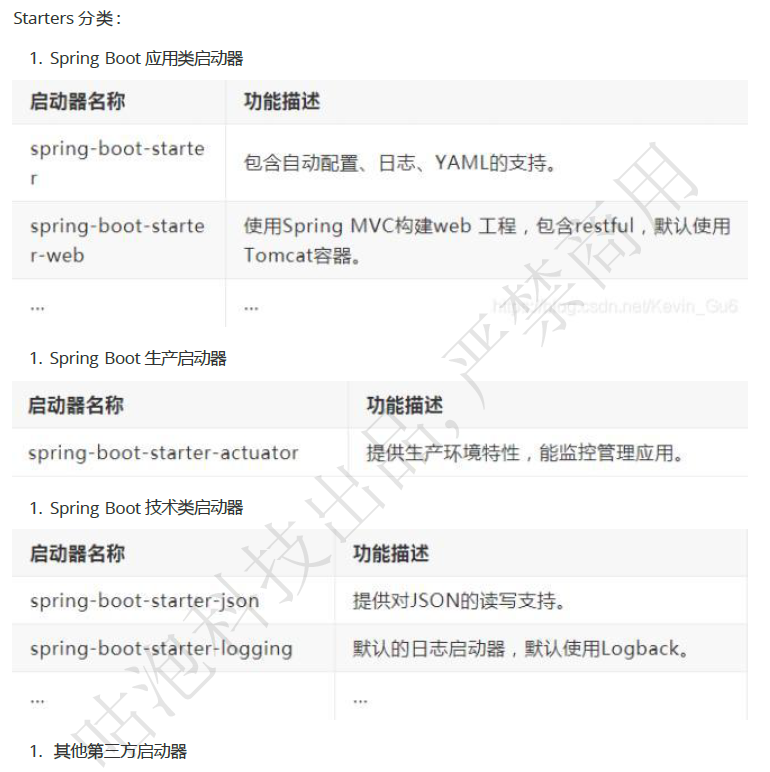 Starters 分类：
1. Spring Boot 应用类启动器
启动器名称 功能描述
spring-boot-starte
r
包含自动配置、日志、YAML的支持。
spring-boot-starte
r-web
使用Spring MVC构建web 工程，包含restful，默认使用
Tomcat容器。
... ...
https://blog.csdn.net/Kevin_Gu6
1. Spring Boot 生产启动器
启动器名称 功能描述
spring-boot-starter-actuator 提供生产环境特性，能监控管理应用。
1. Spring Boot 技术类启动器
启动器名称 功能描述
spring-boot-starter-json 提供对JSON的读写支持。
spring-boot-starter-logging 默认的日志启动器，默认使用Logback。
... ...
1. 其他第三方启动器
咕泡科技出品，严禁商用